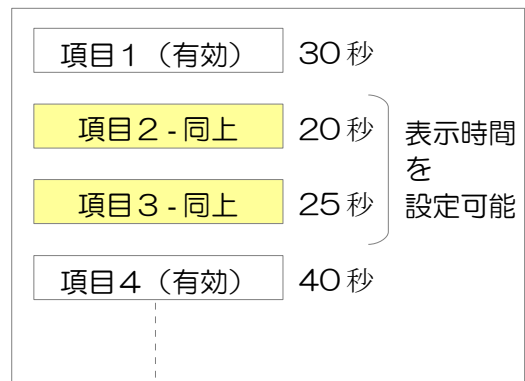 項目１（有効） 30秒
項目２-同上 20秒
項目３-同上 25秒
表示時間
を
設定可能
項目４（有効） 40秒